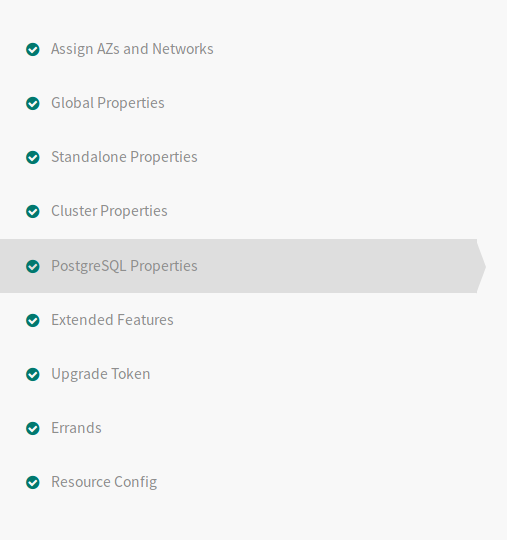 Assign AZs and Networks
Global Properties
Standalone Properties
Cluster Properties
PostgreSQL Properties
Extended Features
Upgrade Token
Errands
Resource Config